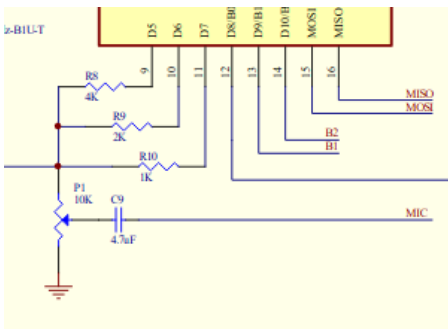 D5
D6
D7
D8/B0
D9/B1
D10/B
MOSI
MISO
lz-B1U-T
9
10
11
12
13
14
15
16
R8
4K
R9
2K
R10
1K
MISO
MOSI
B2
B1
P1
10K
C9
4.7uF
MIC